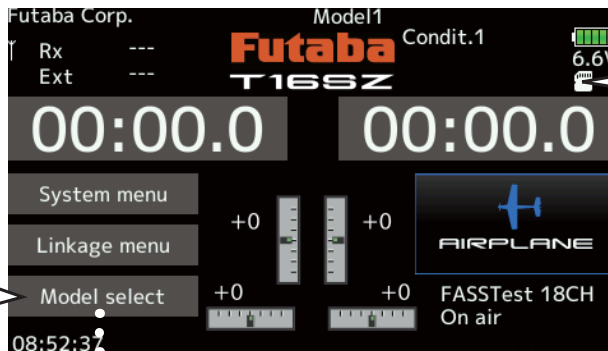 Futaba Corp. Model1
Rx --- Futaba Condit.1
Ext --- T16SZ 6.6V
00:00.0 00:00.0
System menu
+0 +0
Linkage menu AIRPLANE
Model select +0 +0 FASSTest 18CH
On air
08:52:37